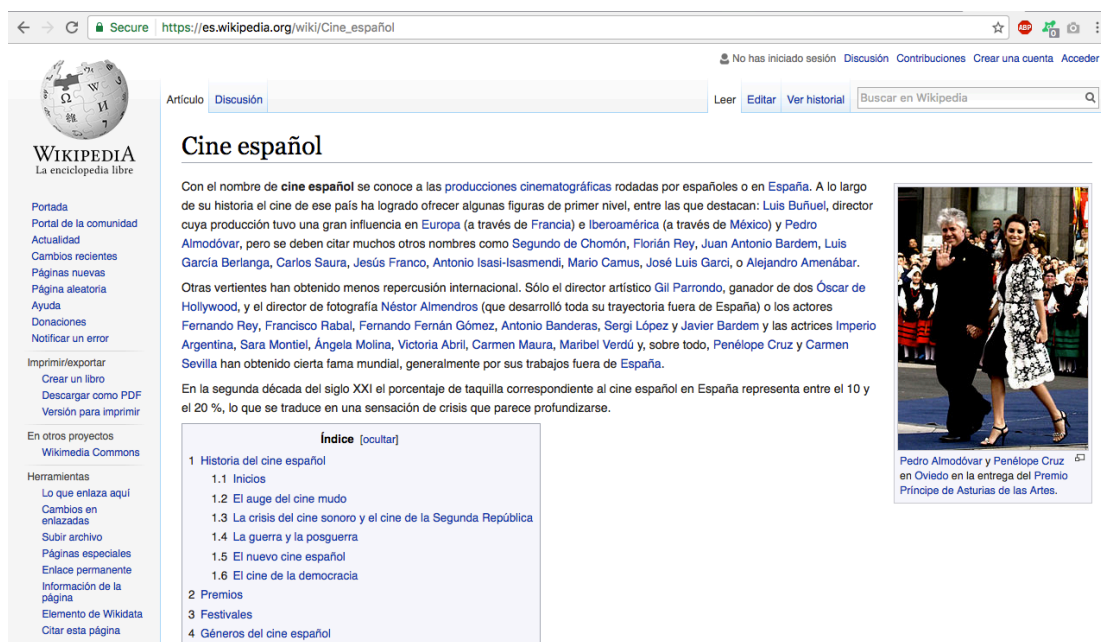 Secure https://es.wikipedia.org/wiki/Cine_español
ABP
0
No has iniciado sesión Discusión Contribuciones Crear una cuenta Acceder
Artículo Discusión
Leer Editar Ver historial Buscar en Wikipedia
WIKIPEDIA
La enciclopedia libre
Portada
Portal de la comunidad
Actualidad
Cambios recientes
Páginas nuevas
Página aleatoria
Ayuda
Donaciones
Notificar un error
Imprimir/exportar
Crear un libro
Descargar como PDF
Versión para imprimir
En otros proyectos
Wikimedia Commons
Herramientas
Lo que enlaza aquí
Cambios en
enlazadas
Subir archivo
Páginas especiales
Enlace permanente
Información de la
página
Elemento de Wikidata
Citar esta página
Cine español
Con el nombre de cine español se conoce a las producciones cinematográficas rodadas por españoles o en España. A lo largo
de su historia el cine de ese país ha logrado ofrecer algunas figuras de primer nivel, entre las que destacan: Luis Buñuel, director
cuya producción tuvo una gran influencia en Europa (a través de Francia) e Iberoamérica (a través de México) y Pedro
Almodóvar, pero se deben citar muchos otros nombres como Segundo de Chomón, Florián Rey, Juan Antonio Bardem, Luis
García Berlanga, Carlos Saura, Jesús Franco, Antonio Isasi-Isasmendi, Mario Camus, José Luis Garci, o Alejandro Amenábar.
Otras vertientes han obtenido menos repercusión internacional. Sólo el director artístico Gil Parrondo, ganador de dos Óscar de
Hollywood, y el director de fotografía Néstor Almendros (que desarrolló toda su trayectoria fuera de España) o los actores
Fernando Rey, Francisco Rabal, Fernando Fernán Gómez, Antonio Banderas, Sergi López y Javier Bardem y las actrices Imperio
Argentina, Sara Montiel, Ángela Molina, Victoria Abril, Carmen Maura, Maribel Verdú y, sobre todo, Penélope Cruz y Carmen
Sevilla han obtenido cierta fama mundial, generalmente por sus trabajos fuera de España.
En la segunda década del siglo XXI el porcentaje de taquilla correspondiente al cine español en España representa entre el 10 y
el 20 %, lo que se traduce en una sensación de crisis que parece profundizarse.
Índice [ocultar]
1 Historia del cine español
1.1 Inicios
1.2 El auge del cine mudo
1.3 La crisis del cine sonoro y el cine de la Segunda República
1.4 La guerra y la posguerra
1.5 El nuevo cine español
1.6 El cine de la democracia
2 Premios
3 Festivales
4 Géneros del cine español
Pedro Almodóvar y Penélope Cruz
en Oviedo en la entrega del Premio
Príncipe de Asturias de las Artes.